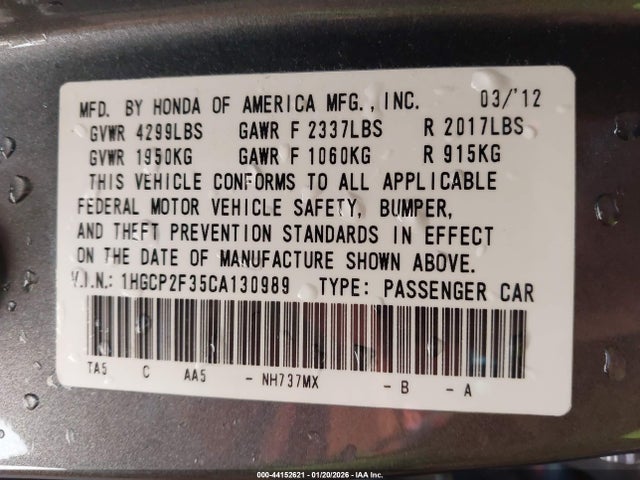 MFD. BY HONDA OF AMERICA MFG., INC. 03/'12
GVWR 4299LBS GAWR F 2337LBS R 2017LBS
GVWR 1950KG GAWR F 1060KG R 915KG
THIS VEHICLE CONFORMS TO ALL APPLICABLE
FEDERAL MOTOR VEHICLE SAFETY, BUMPER,
AND THEFT PREVENTION STANDARDS IN EFFECT
ON THE DATE OF MANUFACTURE SHOWN ABOVE.
V.I.N.: 1HGCP2F35CA130989 TYPE: PASSENGER CAR
TA5 C AA5 - NH737MX - B - A
000-44152621 - 01/20/2026 - IAA Inc.